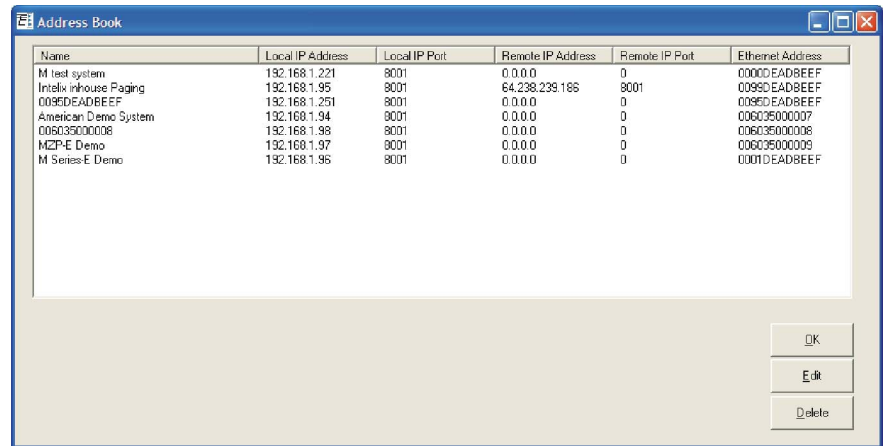 Address Book
Name Local IP Address Local IP Port Remote IP Address Remote IP Port Ethernet Address
M test system 192.168.1.221 8001 0.0.0.0 0 0000DEADBEEF
Intelix inhouse Paging 192.168.1.95 8001 64.238.239.186 8001 0099DEADBEEF
0095DEADBEEF 192.168.1.251 8001 0.0.0.0 0 0095DEADBEEF
American Demo System 192.168.1.94 8001 0.0.0.0 0 006035000007
006035000008 192.168.1.98 8001 0.0.0.0 0 006035000008
MZP-E Demo 192.168.1.97 8001 0.0.0.0 0 006035000009
M Series-E Demo 192.168.1.96 8001 0.0.0.0 0 0001DEADBEEF
OK
Edit
Delete